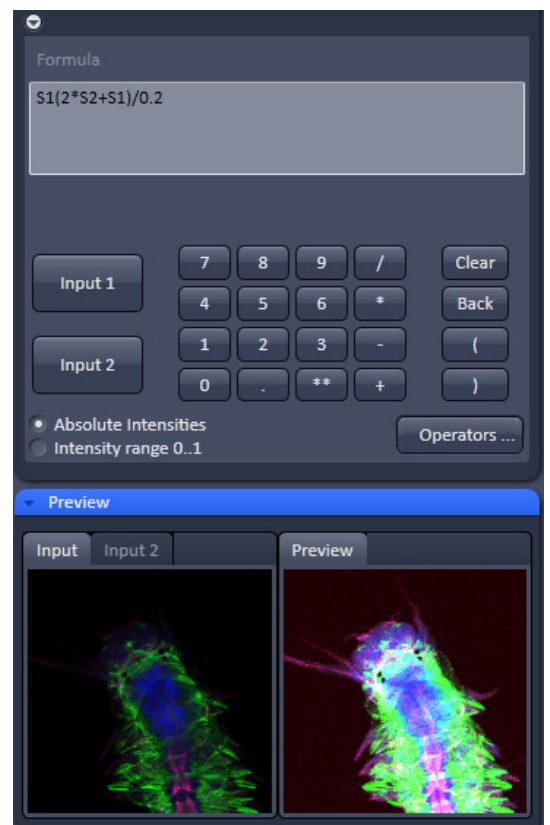 Formula
S1(2*S2+S1)/0.2
Input 1
7 8 9 / Clear
4 5 6 * Back
Input 2
1 2 3 - (
0 . ** + )
Absolute Intensities
Intensity range 0..1
Operators ...
Preview
Input Input 2 Preview